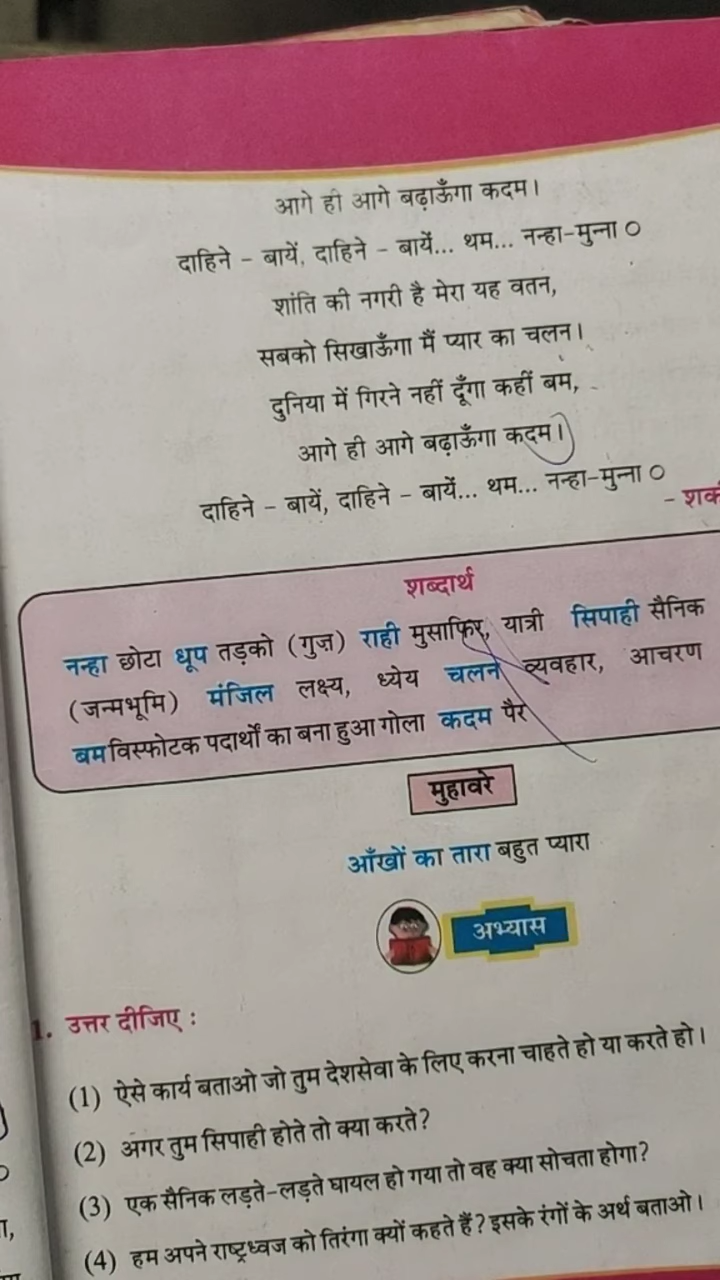 आगे ही आगे बढ़ाऊँगा कदम।
दाहिने - बायें, दाहिने - बायें... थम... नन्हा-मुन्ना ०
शांति की नगरी है मेरा यह वतन,
सबको सिखाऊँगा मैं प्यार का चलन।
दुनिया में गिरने नहीं दूँगा कहीं बम,
आगे ही आगे बढ़ाऊँगा कदम।
दाहिने - बायें, दाहिने - बायें... थम... नन्हा-मुन्ना ०
शब्दार्थ
नन्हा छोटा धूप तड़को (गुज) राही मुसाफिर, यात्री सिपाही सैनिक
(जन्मभूमि) मंजिल लक्ष्य, ध्येय चलन व्यवहार, आचरण
बम विस्फोटक पदार्थों का बना हुआ गोला कदम पैर
मुहावरे
आँखों का तारा बहुत प्यारा
अभ्यास
1. उत्तर दीजिए :
(1) ऐसे कार्य बताओ जो तुम देशसेवा के लिए करना चाहते हो या करते हो।
(2) अगर तुम सिपाही होते तो क्या करते?
(3) एक सैनिक लड़ते-लड़ते घायल हो गया तो वह क्या सोचता होगा?
(4) हम अपने राष्ट्रध्वज को तिरंगा क्यों कहते हैं? इसके रंगों के अर्थ बताओ।